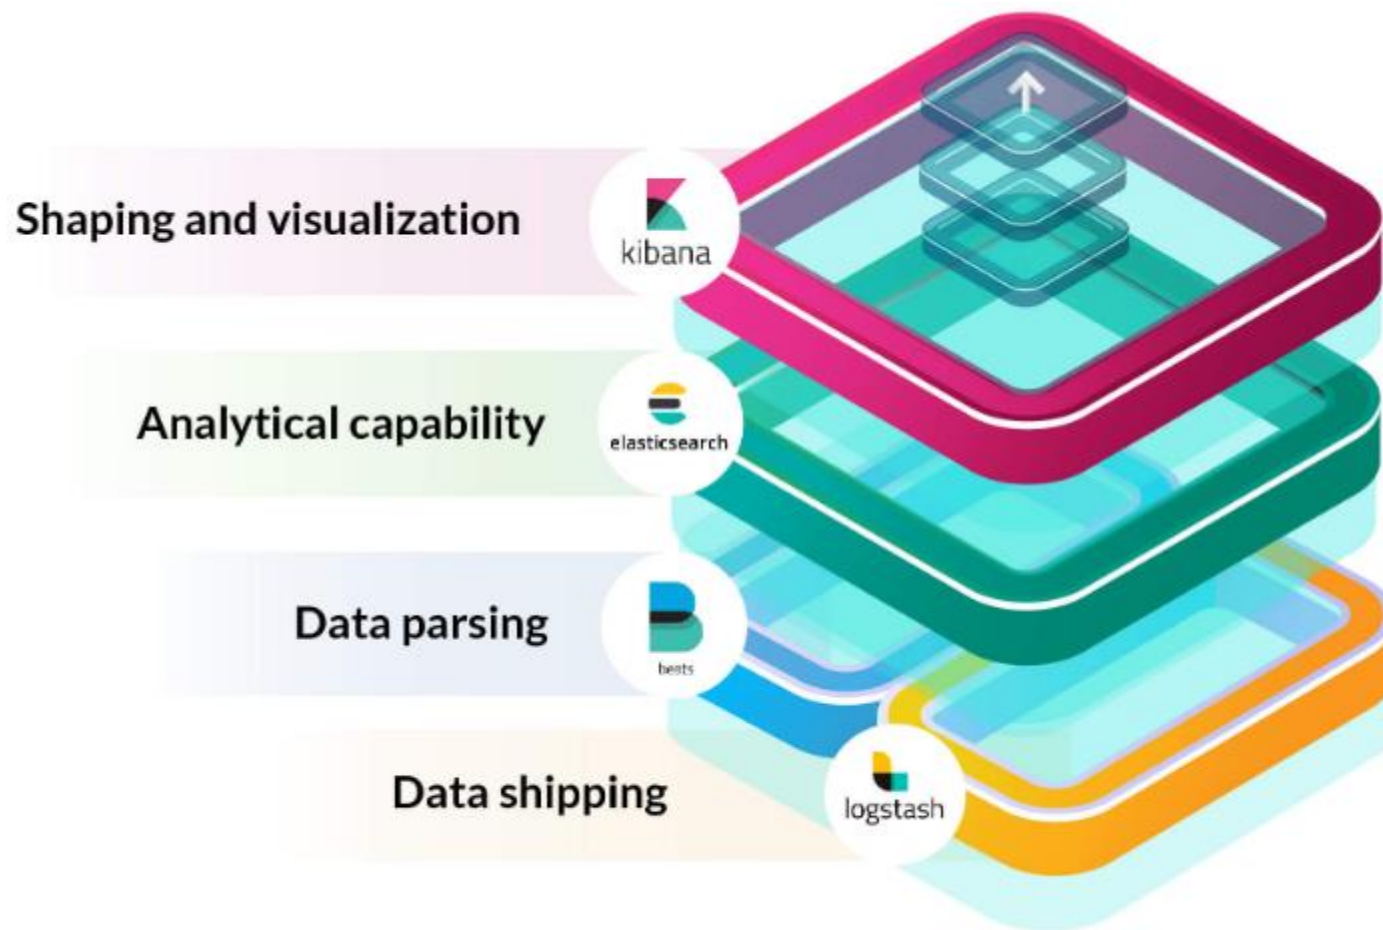 Shaping and visualization
kibana
Analytical capability
elasticsearch
Data parsing
beats
Data shipping
logstash